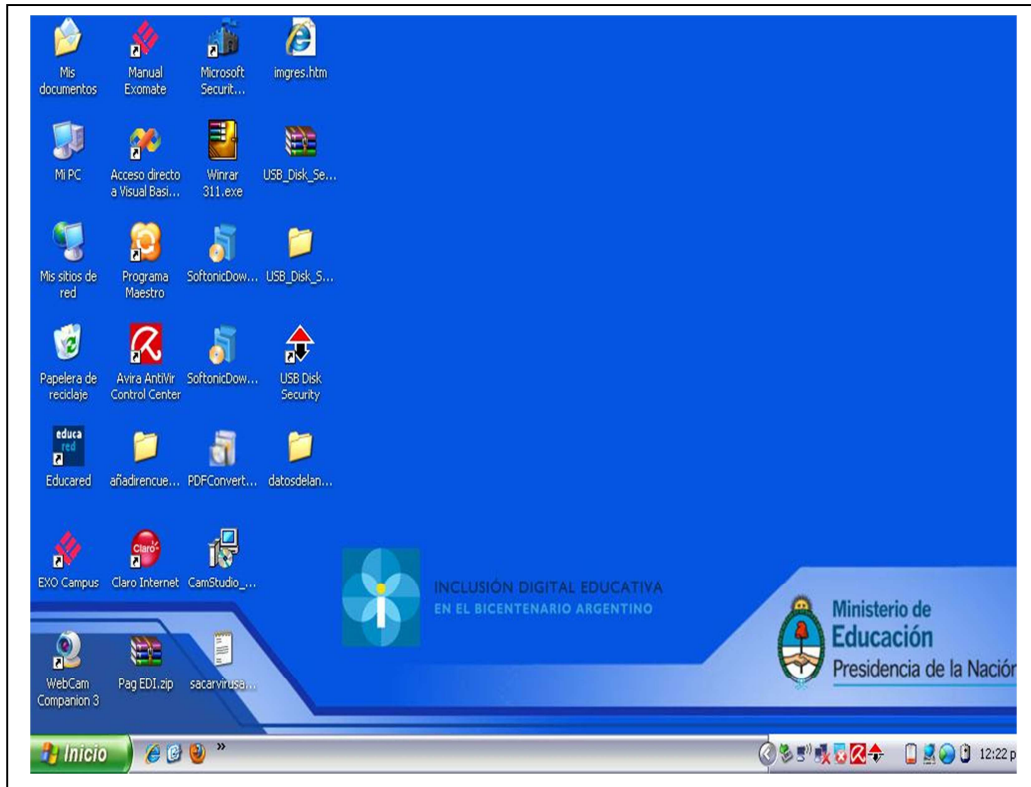 Mis
documentos
Manual
Exomate
Microsoft
Securit...
imgres.htm
Mi PC
Acceso directo
a Visual Basi...
Winrar
311.exe
USB_Disk_Se...
Mis sitios de
red
Programa
Maestro
SoftonicDow...
USB_Disk_S...
Papelera de
reciclaje
Avira AntiVir
Control Center
SoftonicDow...
USB Disk
Security
educa
red
Educared
añadirencue...
PDFConvert...
datosdelan...
EXO Campus
Claro
Claro Internet
CamStudio_...
INCLUSIÓN DIGITAL EDUCATIVA
EN EL BICENTENARIO ARGENTINO
Ministerio de
Educación
Presidencia de la Nación
WebCam
Companion 3
Pag EDI.zip
sacarvirusa...
Inicio
»
12:22 p